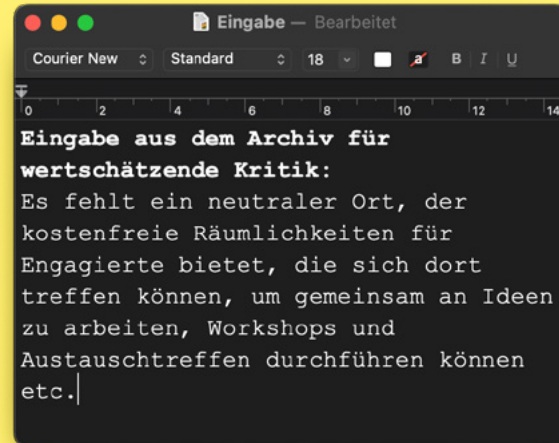 Eingabe — Bearbeitet
Courier New Standard 18 a B I U
0 2 4 6 8 10 12 14
Eingabe aus dem Archiv für
wertschätzende Kritik:
Es fehlt ein neutraler Ort, der
kostenfreie Räumlichkeiten für
Engagierte bietet, die sich dort
treffen können, um gemeinsam an Ideen
zu arbeiten, Workshops und
Austauschtreffen durchführen können
etc.